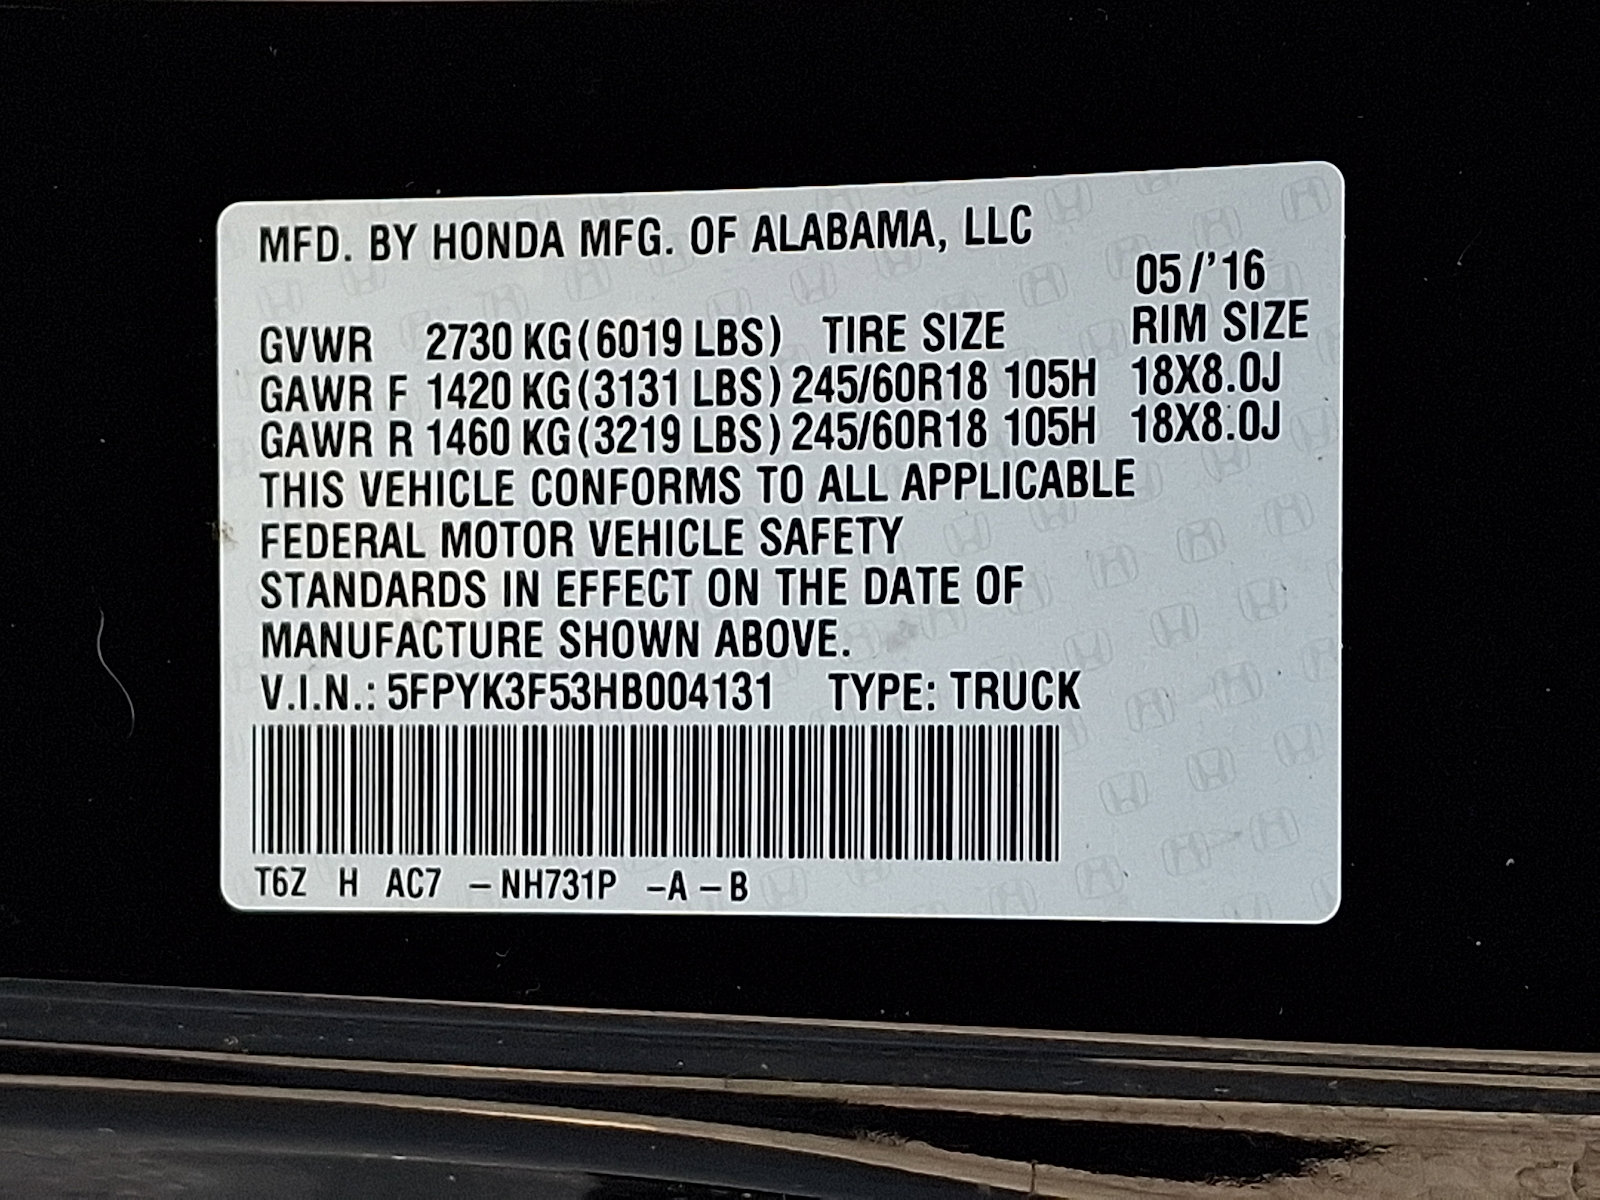 MFD. BY HONDA MFG. OF ALABAMA, LLC
05/'16
GVWR 2730 KG(6019 LBS) TIRE SIZE RIM SIZE
GAWR F 1420 KG(3131 LBS) 245/60R18 105H 18X8.0J
GAWR R 1460 KG(3219 LBS) 245/60R18 105H 18X8.0J
THIS VEHICLE CONFORMS TO ALL APPLICABLE
FEDERAL MOTOR VEHICLE SAFETY
STANDARDS IN EFFECT ON THE DATE OF
MANUFACTURE SHOWN ABOVE.
V.I.N.: 5FPYK3F53HB004131 TYPE: TRUCK
T6Z H AC7 -NH731P -A-B